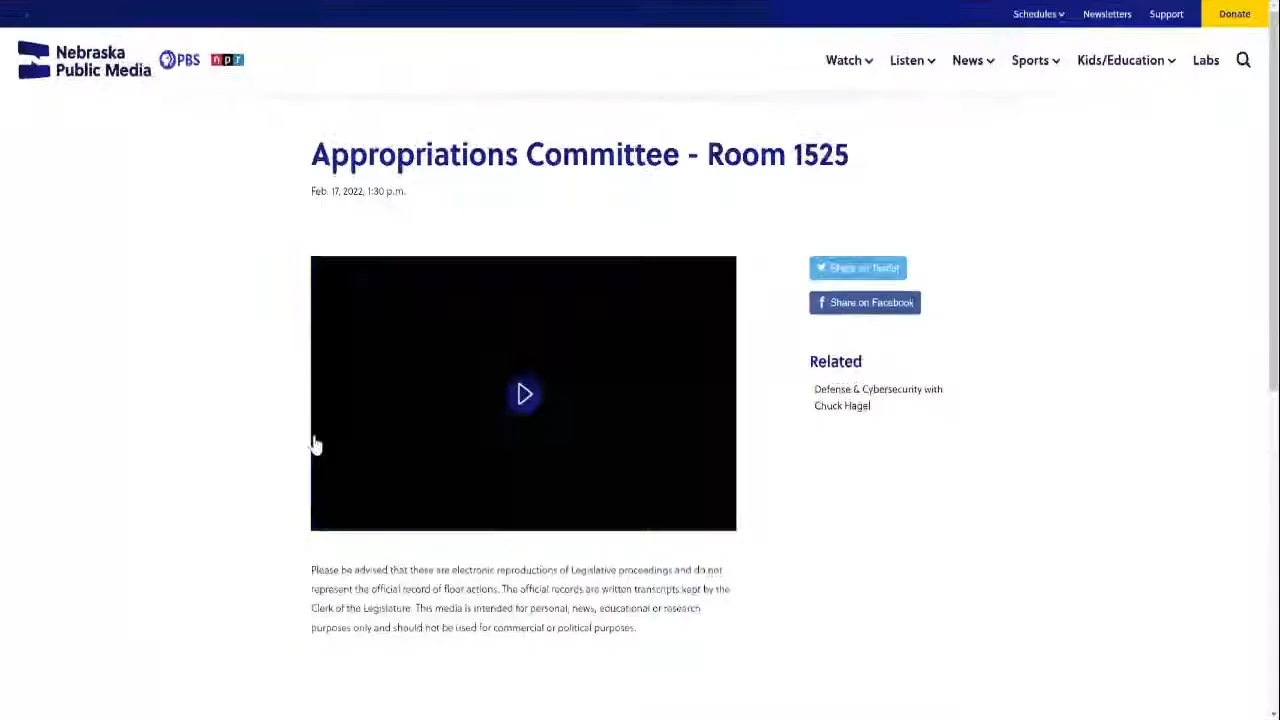 Schedules Newsletters Support Donate
Nebraska
Public Media PBS npr
Watch Listen News Sports Kids/Education Labs
Appropriations Committee - Room 1525
Feb. 17, 2022, 1:30 p.m.
Share on Twitter
Share on Facebook
Related
Defense & Cybersecurity with
Chuck Hagel
Please be advised that these are electronic reproductions of Legislative proceedings and do not
represent the official record of floor actions. The official records are written transcripts kept by the
Clerk of the Legislature. This media is intended for personal, news, educational or research
purposes only and should not be used for commercial or political purposes.